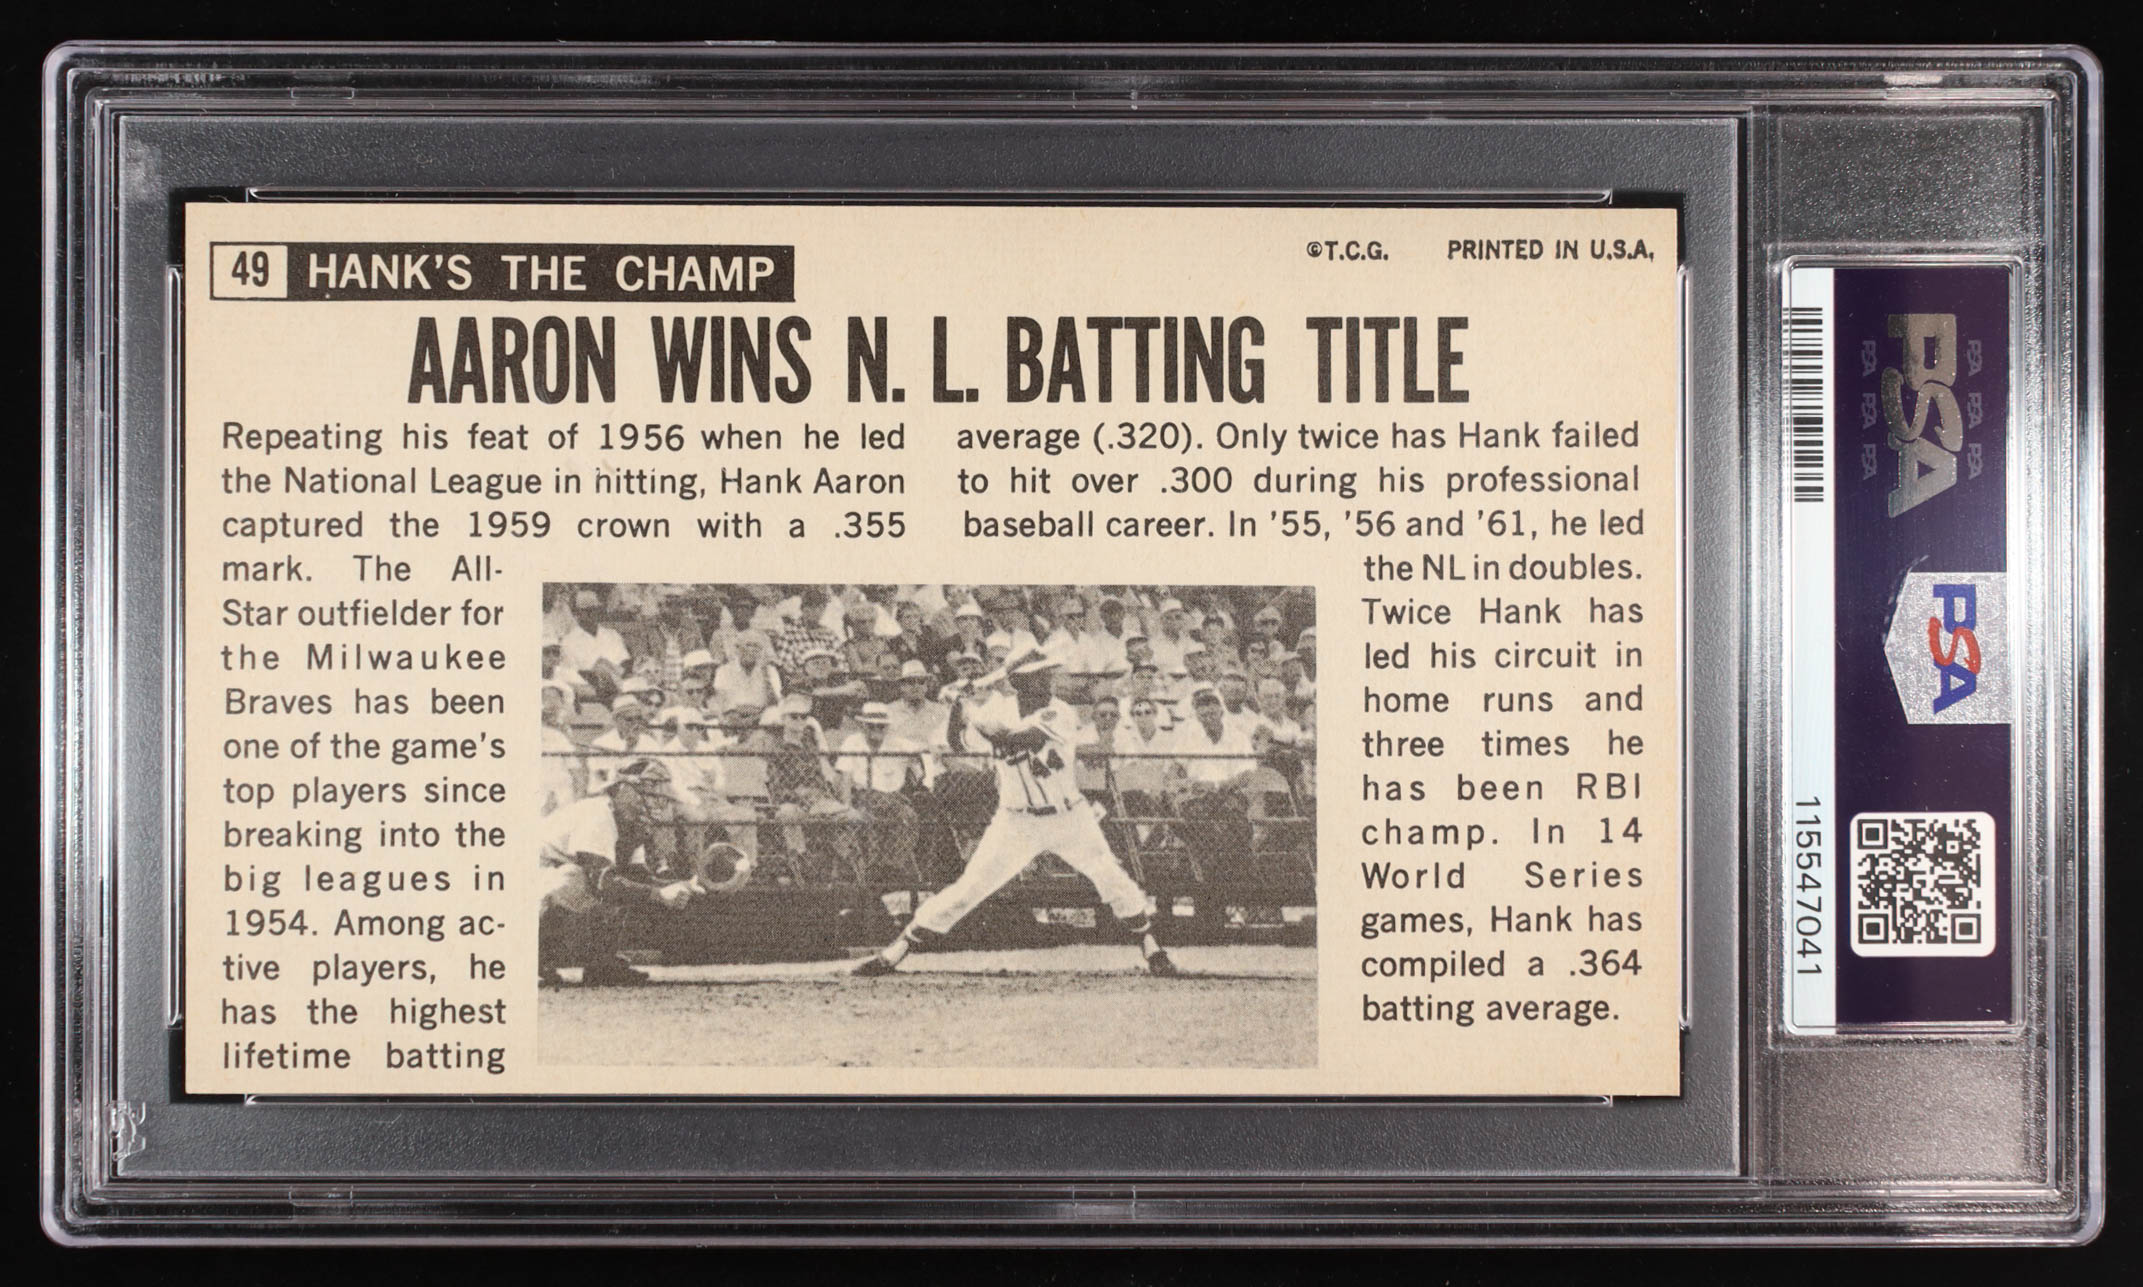 49 HANK'S THE CHAMP
©T.C.G. PRINTED IN U.S.A.
AARON WINS N. L. BATTING TITLE
Repeating his feat of 1956 when he led
the National League in hitting, Hank Aaron
captured the 1959 crown with a .355
mark. The All-
Star outfielder for
the Milwaukee
Braves has been
one of the game's
top players since
breaking into the
big leagues in
1954. Among ac-
tive players, he
has the highest
lifetime batting
average (.320). Only twice has Hank failed
to hit over .300 during his professional
baseball career. In '55, '56 and '61, he led
the NL in doubles.
Twice Hank has
led his circuit in
home runs and
three times he
has been RBI
champ. In 14
World Series
games, Hank has
compiled a .364
batting average.
44
PSA
PSA PSA PSA
PSA PSA PSA
PSA
115547041